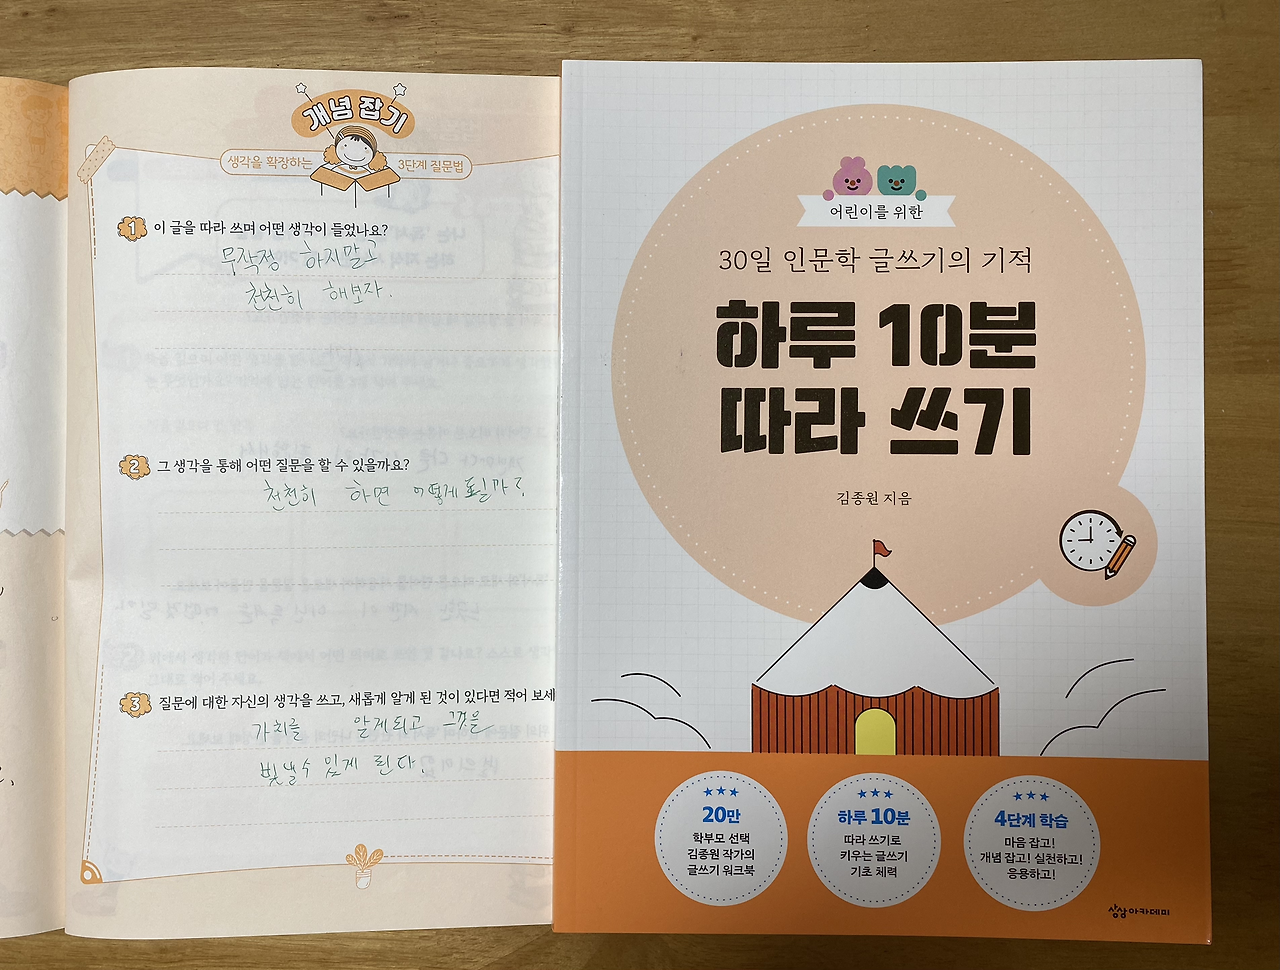 개념 잡기
생각을 확장하는 3단계 질문법
1 이 글을 따라 쓰며 어떤 생각이 들었나요?
무작정 하지말고
천천히 해보자.
2 그 생각을 통해 어떤 질문을 할 수 있을까요?
천천히 하면 어떻게 될까?
3 질문에 대한 자신의 생각을 쓰고, 새롭게 알게 된 것이 있다면 적어 보세
가치를 알게되고 그것을
빛낼수 있게 된다.
어린이를 위한
30일 인문학 글쓰기의 기적
하루 10분
따라 쓰기
김종원 지음
20만
학부모 선택
김종원 작가의
글쓰기 워크북
하루 10분
따라 쓰기로
키우는 글쓰기
기초 체력
4단계 학습
마음 잡고!
개념 잡고! 실천하고!
응용하고!
상상아카데미